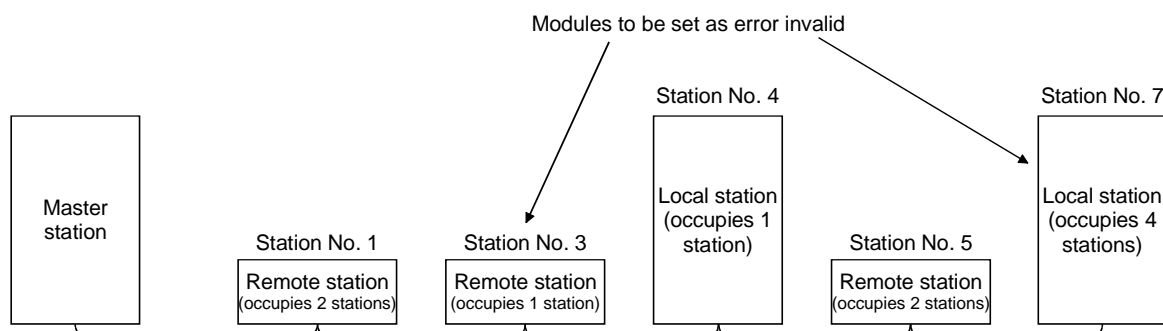 Modules to be set as error invalid
Station No. 4
Station No. 7
Master
station
Local station
(occupies 1
station)
Local station
(occupies 4
stations)
Station No. 1
Station No. 3
Station No. 5
Remote station
(occupies 2 stations)
Remote station
(occupies 1 station)
Remote station
(occupies 2 stations)